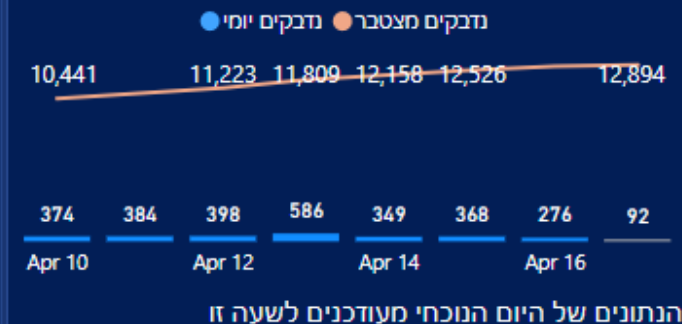 נדבקים מצטבר נדבקים יומי
10,441 11,223 11,809 12,158 12,526 12,894
374 384 398 586 349 368 276 92
Apr 10 Apr 12 Apr 14 Apr 16
הנתונים של היום הנוכחי מעודכנים לשעה זו